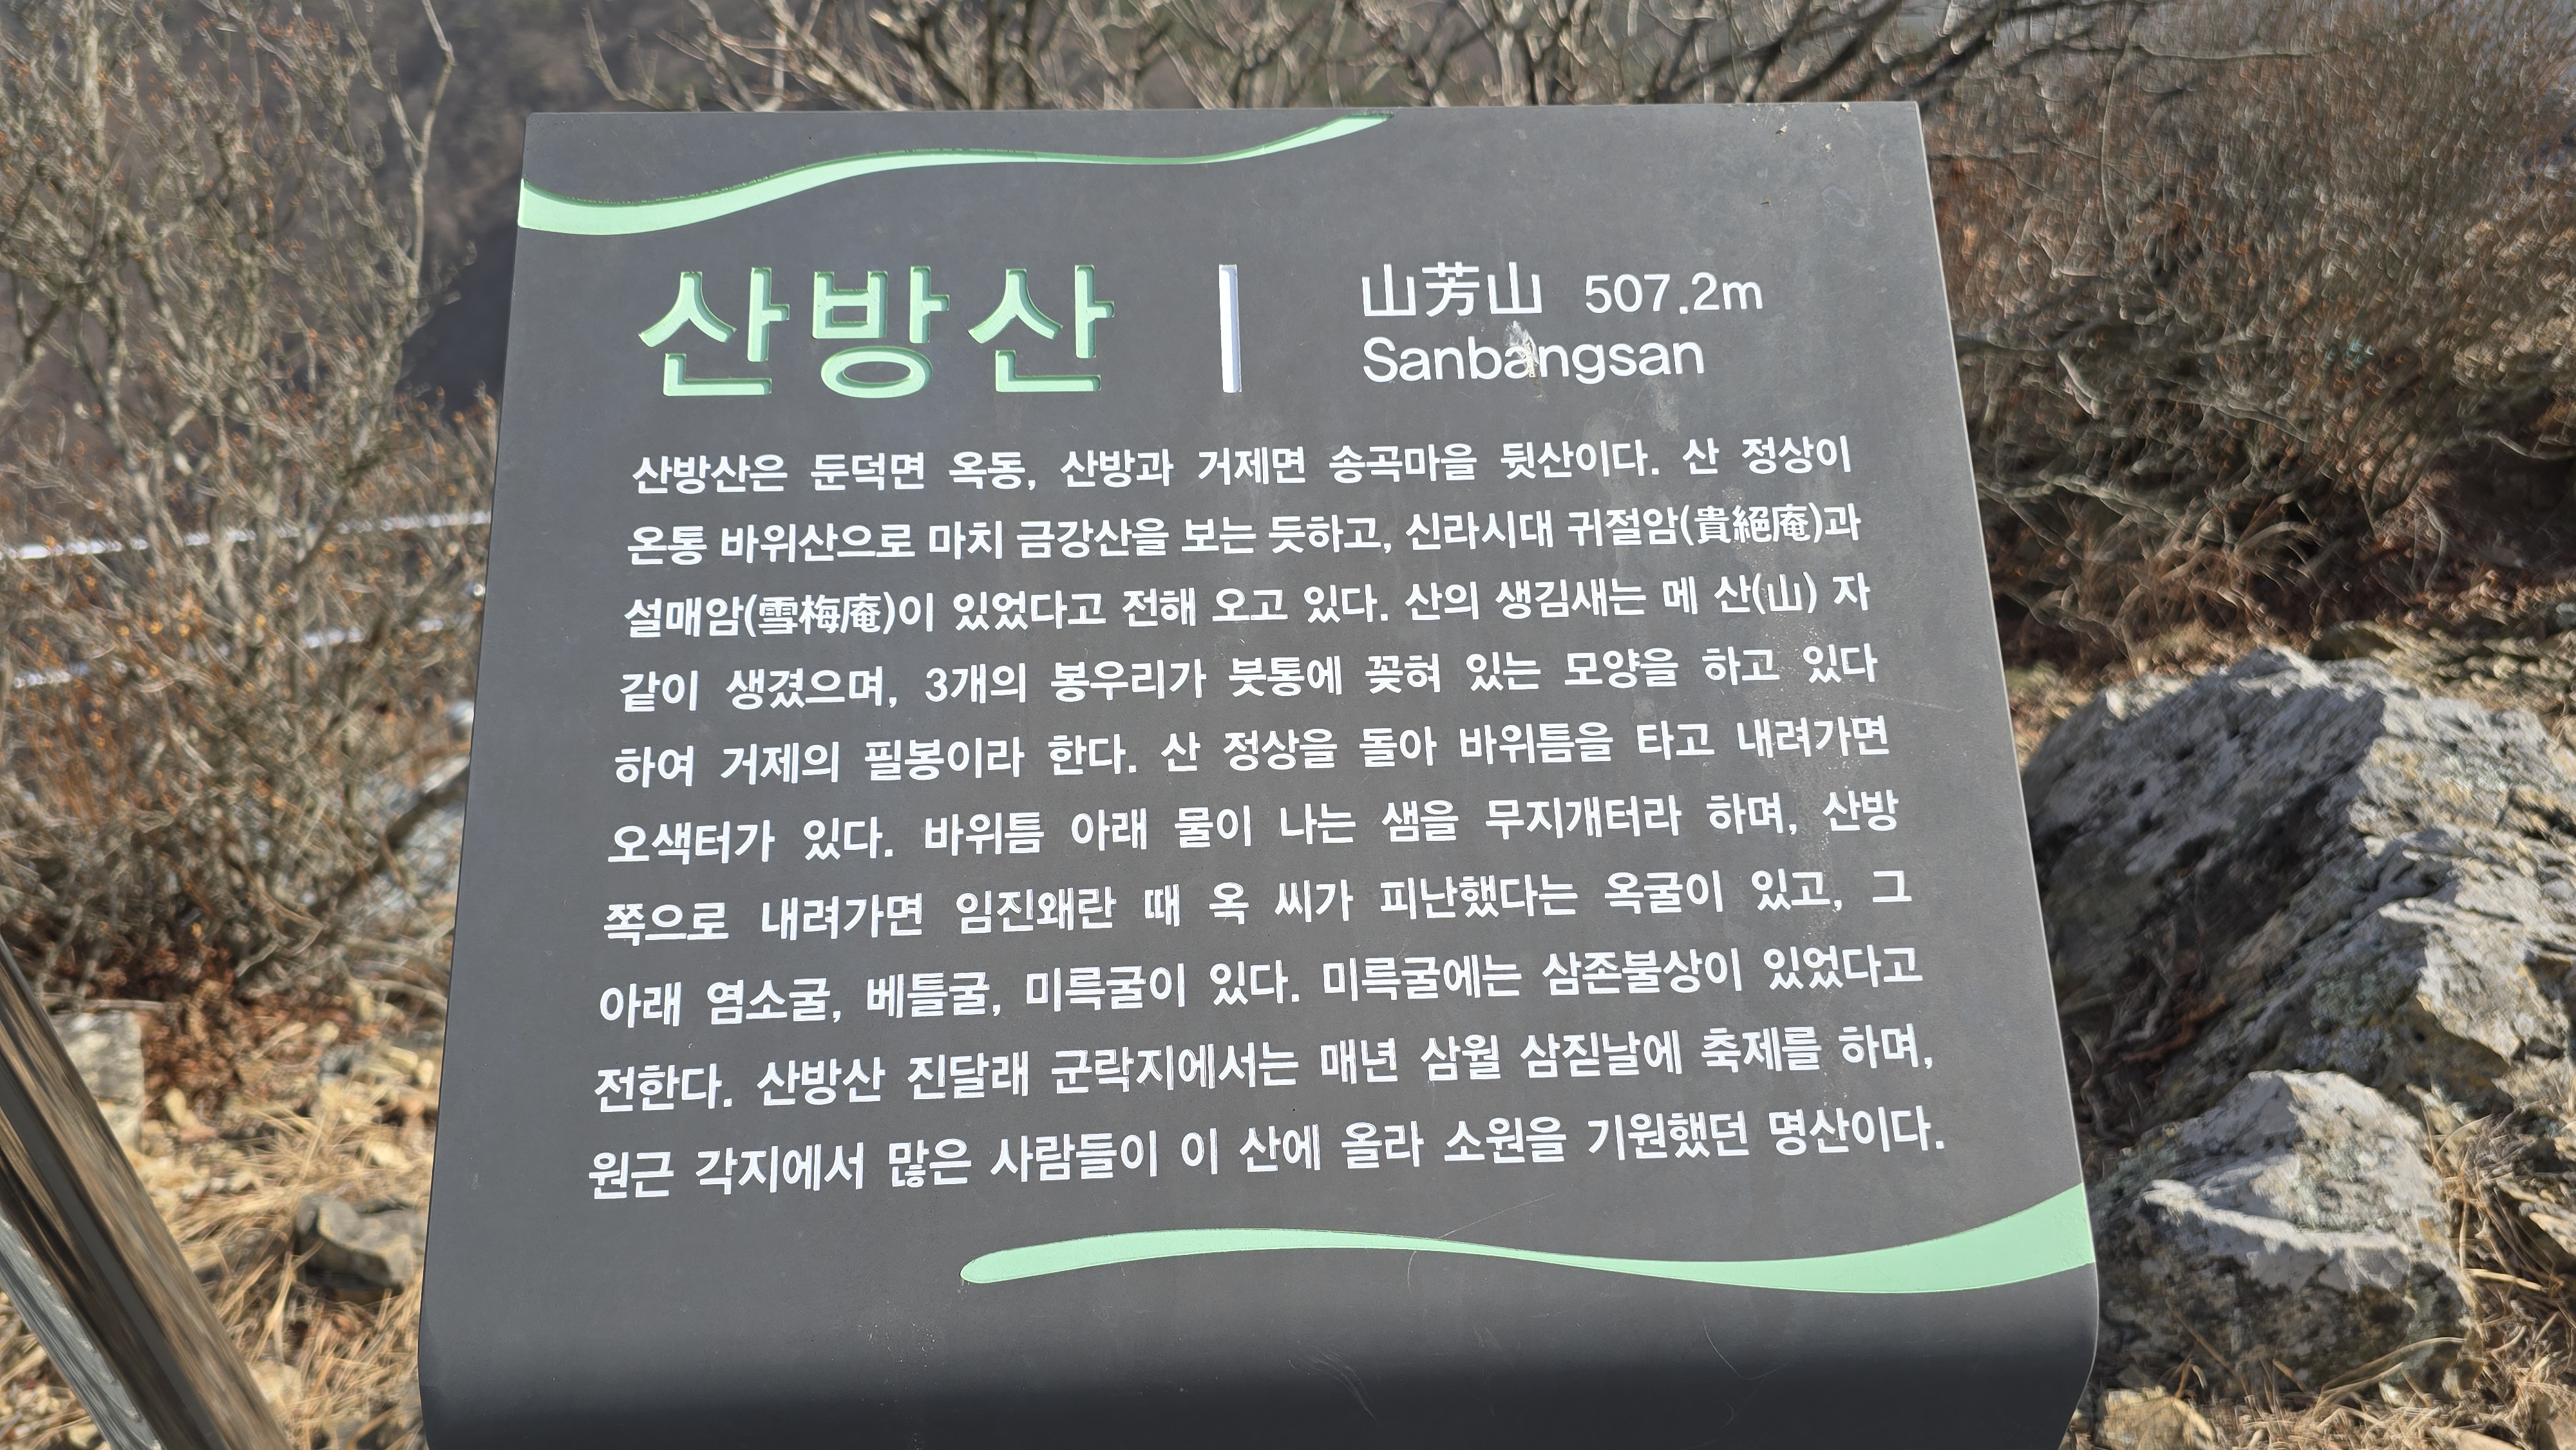 산방산
山芳山 507.2m
Sanbangsan
산방산은 둔덕면 옥동, 산방과 거제면 송곡마을 뒷산이다. 산 정상이
온통 바위산으로 마치 금강산을 보는 듯하고, 신라시대 귀절암(貴絕庵)과
설매암(雪梅庵)이 있었다고 전해 오고 있다. 산의 생김새는 메 산(山) 자
같이 생겼으며, 3개의 봉우리가 붓통에 꽂혀 있는 모양을 하고 있다
하여 거제의 필봉이라 한다. 산 정상을 돌아 바위틈을 타고 내려가면
오색터가 있다. 바위틈 아래 물이 나는 샘을 무지개터라 하며, 산방
쪽으로 내려가면 임진왜란 때 옥 씨가 피난했다는 옥굴이 있고, 그
아래 염소굴, 베틀굴, 미륵굴이 있다. 미륵굴에는 삼존불상이 있었다고
전한다. 산방산 진달래 군락지에서는 매년 삼월 삼짇날에 축제를 하며,
원근 각지에서 많은 사람들이 이 산에 올라 소원을 기원했던 명산이다.